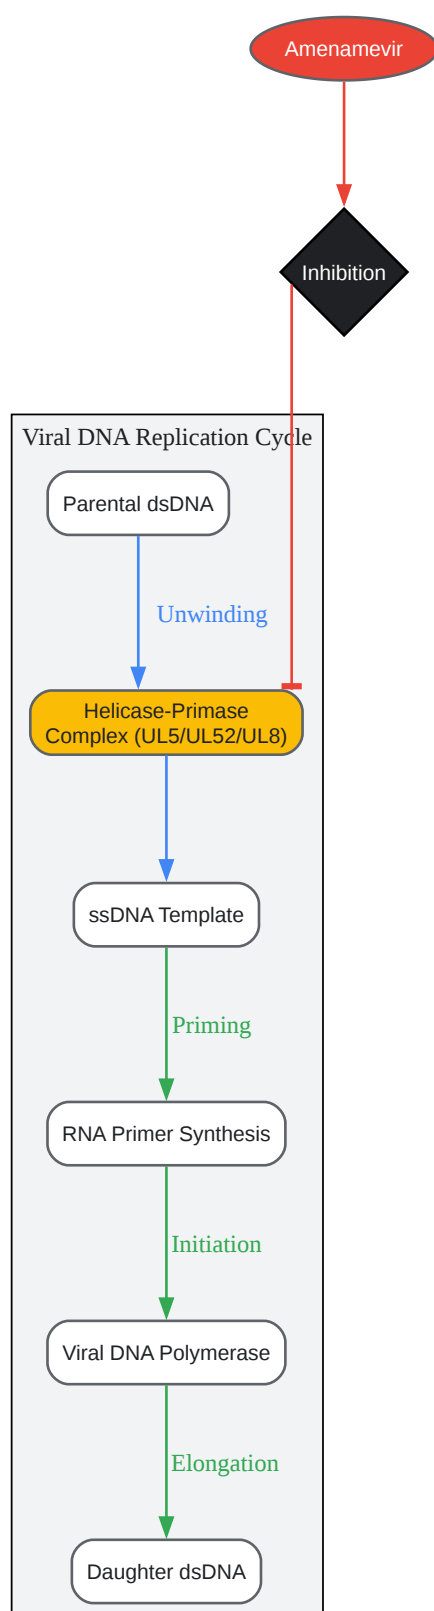 Amenamevir
Inhibition
Viral DNA Replication Cycle
Parental dsDNA
Unwinding
Helicase-Primase
Complex (UL5/UL52/UL8)
ssDNA Template
Priming
RNA Primer Synthesis
Initiation
Viral DNA Polymerase
Elongation
Daughter dsDNA